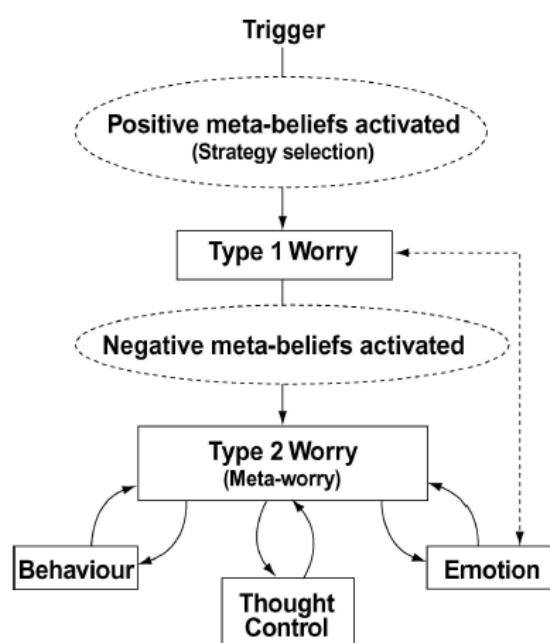 Trigger
Positive meta-beliefs activated
(Strategy selection)
Type 1 Worry
Negative meta-beliefs activated
Type 2 Worry
(Meta-worry)
Behaviour
Thought
Control
Emotion